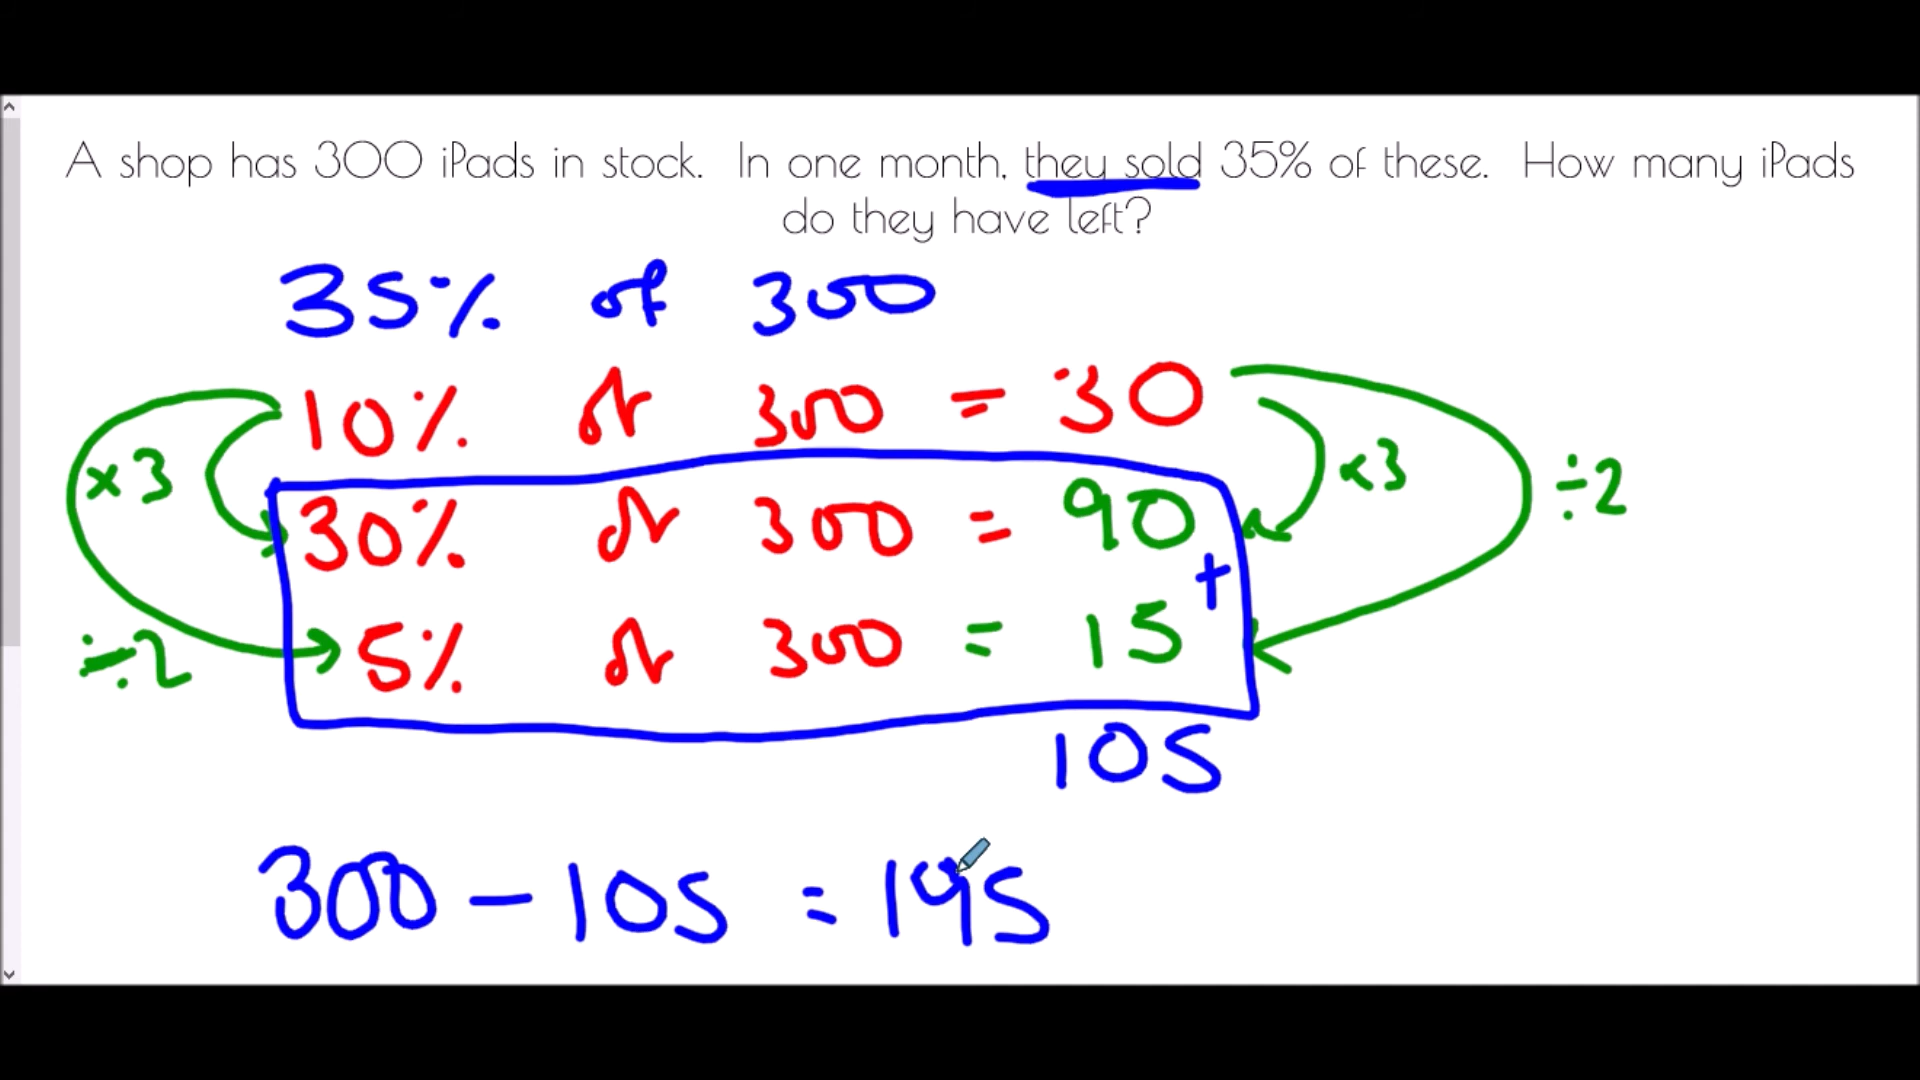 A shop has 300 iPads in stock. In one month, they sold 35% of these. How many iPads
do they have left?
35% of 300
10% of 300 = 30
×3 ×3 ÷2
30% of 300 = 90
+
÷2 5% of 300 = 15
105
300 - 105 = 195